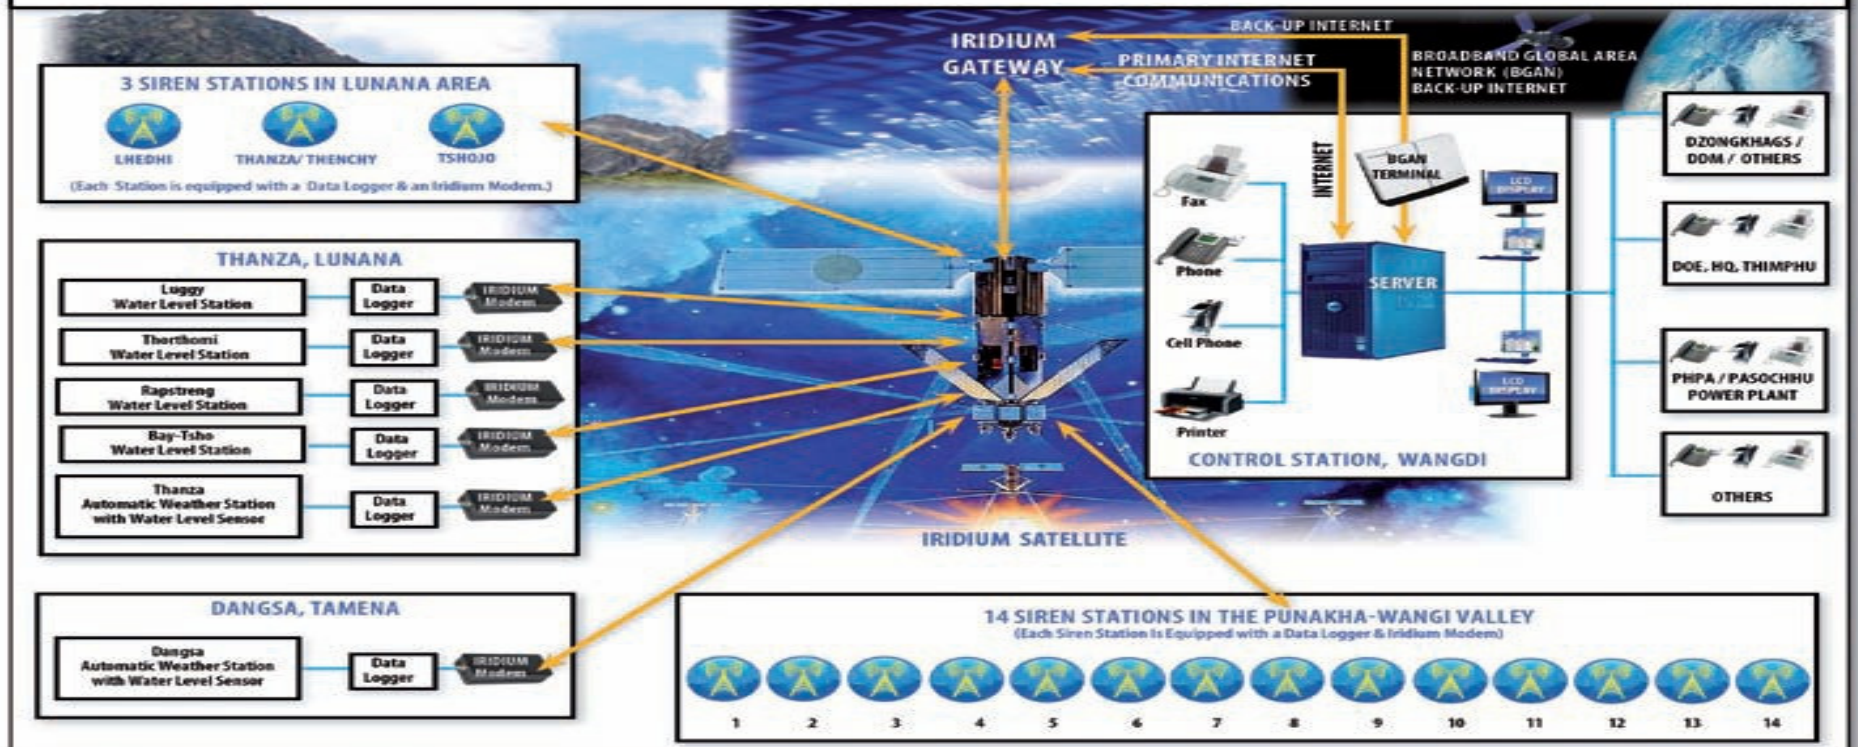 IRIDIUM
GATEWAY
BACK-UP INTERNET
PRIMARY INTERNET
COMMUNICATIONS
BROADBAND GLOBAL AREA
NETWORK (BGAN)
BACK-UP INTERNET
3 SIREN STATIONS IN LUNANA AREA
LHEDHI
THANZA/ THENCHY
TSHOJO
(Each Station is equipped with a Data Logger & an Iridium Modem.)
THANZA, LUNANA
Luggy
Water Level Station
Data
Logger
IRIDIUM
Modem
Thorthomi
Water Level Station
Data
Logger
IRIDIUM
Modem
Rapstreng
Water Level Station
Data
Logger
IRIDIUM
Modem
Bay-Tsho
Water Level Station
Data
Logger
IRIDIUM
Modem
Thanza
Automatic Weather Station
with Water Level Sensor
Data
Logger
IRIDIUM
Modem
DANGSA, TAMENA
Dangsa
Automatic Weather Station
with Water Level Sensor
Data
Logger
IRIDIUM
Modem
IRIDIUM SATELLITE
INTERNET
BGAN
TERMINAL
Fax
Phone
Cell Phone
Printer
SERVER
LCD
DISPLAY
LCD
DISPLAY
CONTROL STATION, WANGDI
DZONGKHAGS /
DDM / OTHERS
DOE, HQ, THIMPHU
PHPA / PASOCHHU
POWER PLANT
OTHERS
14 SIREN STATIONS IN THE PUNAKHA-WANGI VALLEY
(Each Siren Station Is Equipped with a Data Logger & Iridium Modem)
1 2 3 4 5 6 7 8 9 10 11 12 13 14